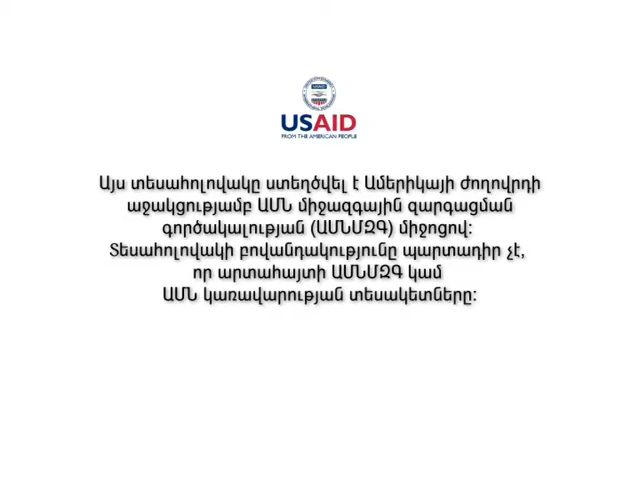 USAID
FROM THE AMERICAN PEOPLE
Այս տեսահոլովակը ստեղծվել է Ամերիկայի ժողովրդի
աջակցությամբ ԱՄՆ միջազգային զարգացման
գործակալության (ԱՄՆՄԶԳ) միջոցով:
Տեսահոլովակի բովանդակությունը պարտադիր չէ,
որ արտահայտի ԱՄՆՄԶԳ կամ
ԱՄՆ կառավարության տեսակետները: